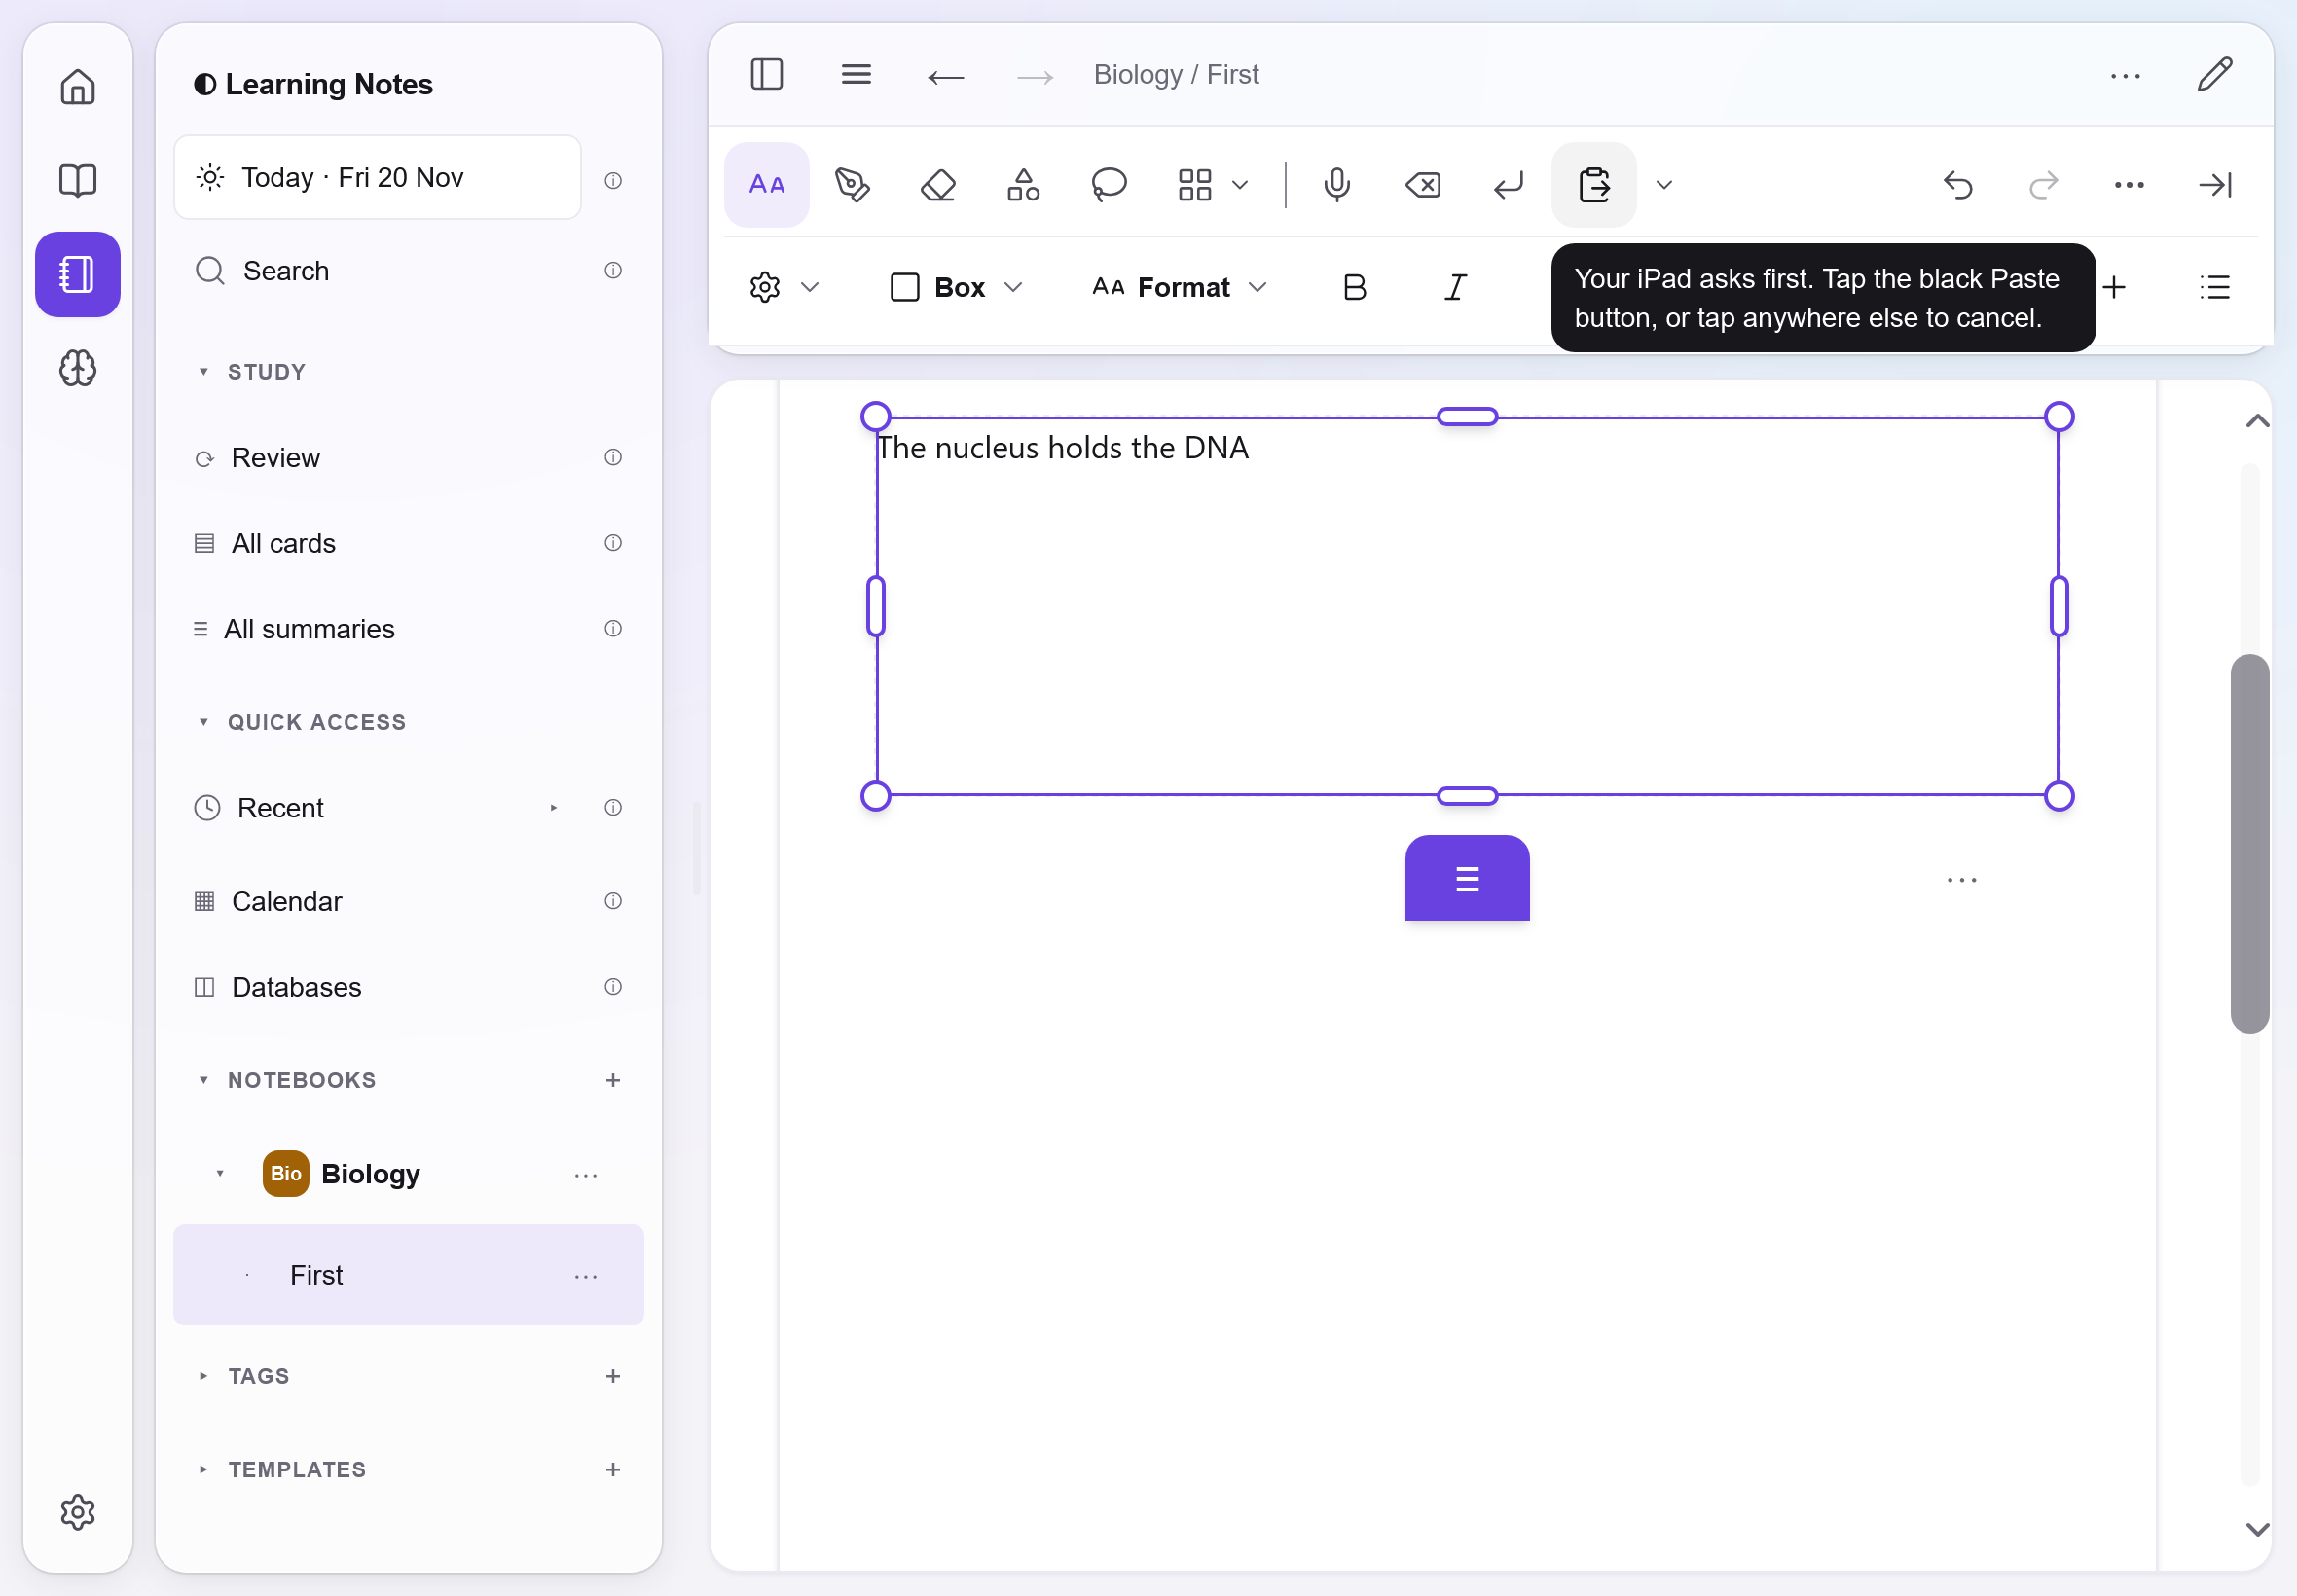 Learning Notes
Today · Fri 20 Nov
Search
STUDY
Review
All cards
All summaries
QUICK ACCESS
Recent
Calendar
Databases
NOTEBOOKS
Bio Biology
First
TAGS
TEMPLATES
Biology / First
Box
Format
B
I
Your iPad asks first. Tap the black Paste
button, or tap anywhere else to cancel.
The nucleus holds the DNA